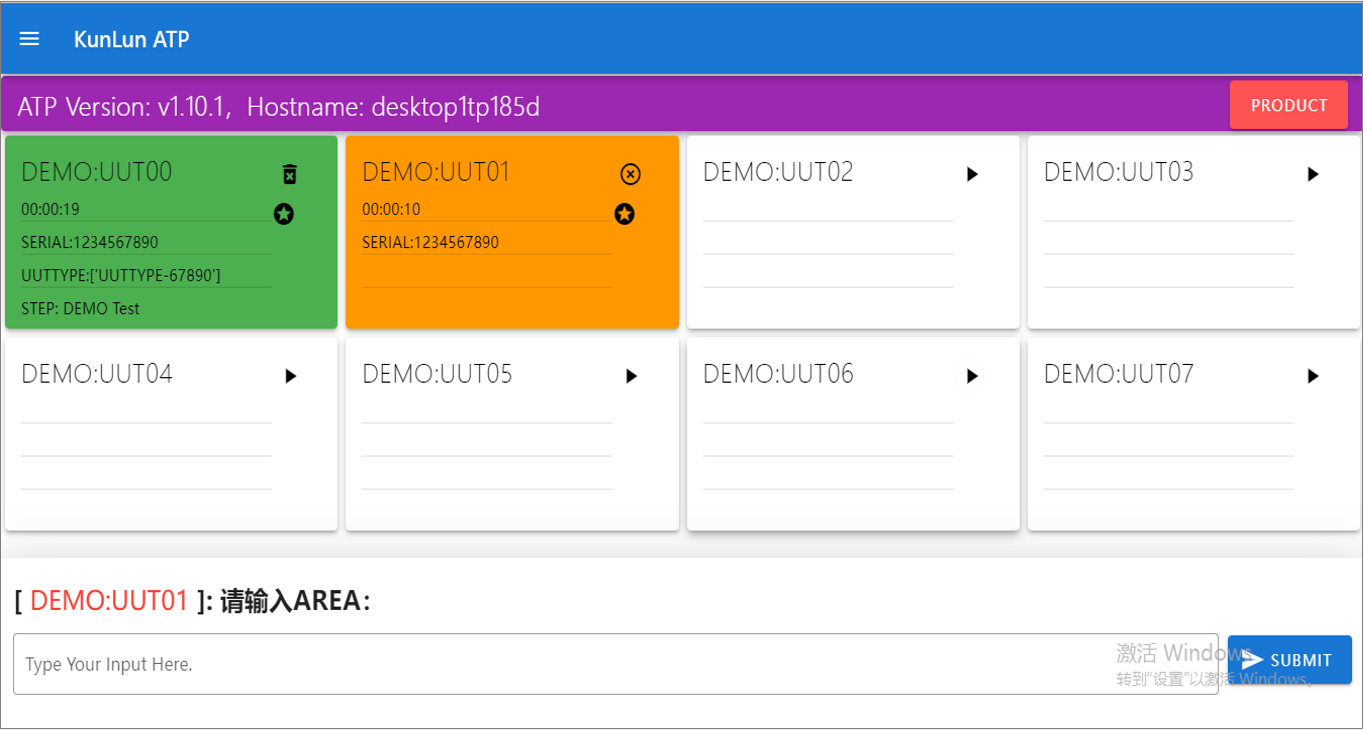 KunLun ATP
ATP Version: v1.10.1, Hostname: desktop1tp185d
PRODUCT
DEMO:UUT00
00:00:19
SERIAL:1234567890
UUTTYPE:['UUTTYPE-67890']
STEP: DEMO Test
DEMO:UUT01
00:00:10
SERIAL:1234567890
DEMO:UUT02
DEMO:UUT03
DEMO:UUT04
DEMO:UUT05
DEMO:UUT06
DEMO:UUT07
[ DEMO:UUT01 ]: 请输入AREA：
Type Your Input Here.
SUBMIT
激活 Windows
转到"设置"以激活 Windows。